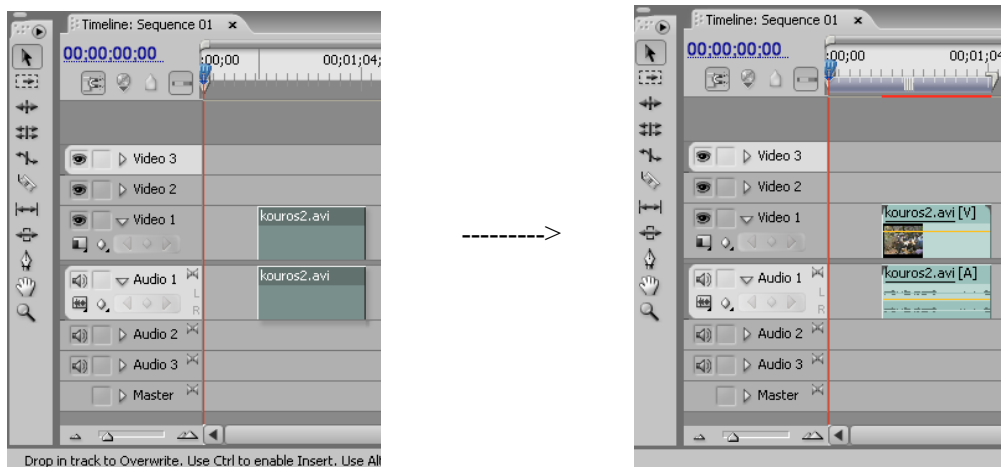 Timeline: Sequence 01 x
00;00;00;00
:00;00 00;01;04;
Video 3
Video 2
Video 1
kouros2.avi
Audio 1
L
R
kouros2.avi
Audio 2
Audio 3
Master
Drop in track to Overwrite. Use Ctrl to enable Insert. Use Alt
--------->
Timeline: Sequence 01 x
00;00;00;00
:00;00 00;01;04
Video 3
Video 2
Video 1
kouros2.avi [V]
Audio 1
L
R
kouros2.avi [A]
Audio 2
Audio 3
Master